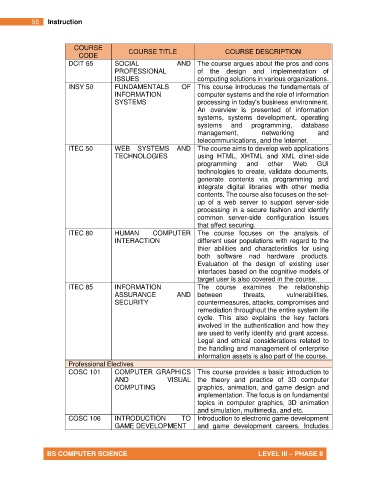 55 Instruction
COURSE
CODE
COURSE TITLE
COURSE DESCRIPTION
DCIT 65
SOCIAL AND
PROFESSIONAL
ISSUES
The course argues about the pros and cons
of the design and implementation of
computing solutions in various organizations.
INSY 50
FUNDAMENTALS OF
INFORMATION
SYSTEMS
This course introduces the fundamentals of
computer systems and the role of information
processing in today's business environment.
An overview is presented of information
systems, systems development, operating
systems and programming, database
management, networking and
telecommunications, and the Internet.
ITEC 50
WEB SYSTEMS AND
TECHNOLOGIES
The course aims to develop web applications
using HTML, XHTML and XML clinet-side
programming and other Web GUI
technologies to create, validate documents,
generate contents via programming and
integrate digital libraries with other media
contents. The course also focuses on the set-
up of a web server to support server-side
processing in a secure fashion and identify
common server-side configuration issues
that affect securing.
ITEC 80
HUMAN COMPUTER
INTERACTION
The course focuses on the analysis of
different user populations with regard to the
thier abilities and characteristics for using
both software nad hardware products.
Evaluation of the design of existing user
interfaces based on the cognitive models of
target user is also covered in the course.
ITEC 85
INFORMATION
ASSURANCE AND
SECURITY
The course examines the relationship
between threats, vulnerabilities,
countermeasures, attacks, compromises and
remediation throughout the entire system life
cycle. This also explains the key factors
involved in the authentication and how they
are used to verify identity and grant access.
Legal and ethical considerations related to
the handling and management of enterprise
information assets is also part of the course.
Professional Electives
COSC 101
COMPUTER GRAPHICS
AND VISUAL
COMPUTING
This course provides a basic introduction to
the theory and practice of 3D computer
graphics, animation, and game design and
implementation. The focus is on fundamental
topics in computer graphics, 3D animation
and simulation, multimedia, and etc.
COSC 106
INTRODUCTION TO
GAME DEVELOPMENT
Introduction to electronic game development
and game development careers. Includes
BS COMPUTER SCIENCE LEVEL III – PHASE II